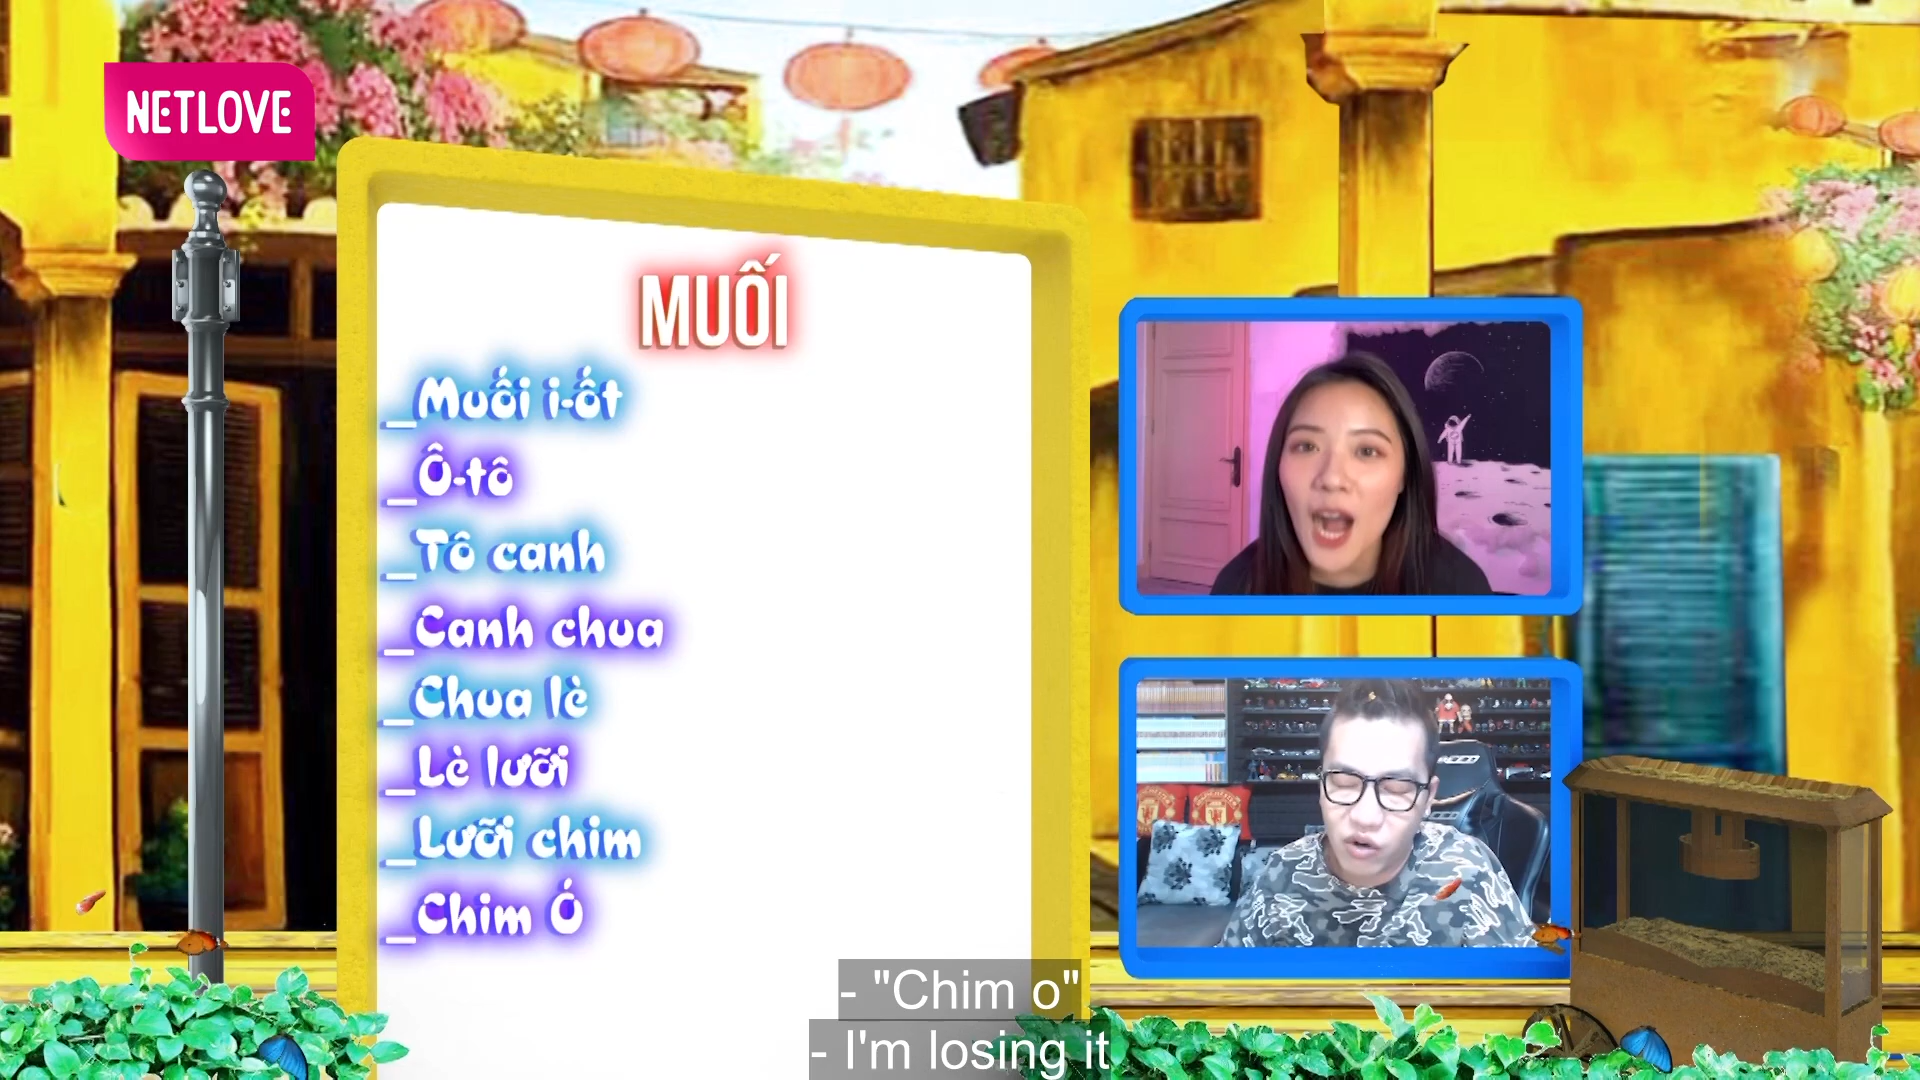 NETLOVE
MUỐI
_Muối i-ốt
_Ô-tô
_Tô canh
_Canh chua
_Chua lè
_Lè lưỡi
_Lưỡi chim
_Chim Ó
- "Chim o"
- I'm losing it